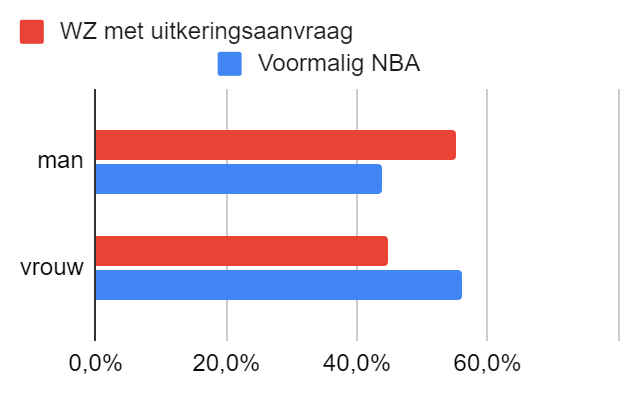 WZ met uitkeringsaanvraag
Voormalig NBA
man
vrouw
0,0% 20,0% 40,0% 60,0%